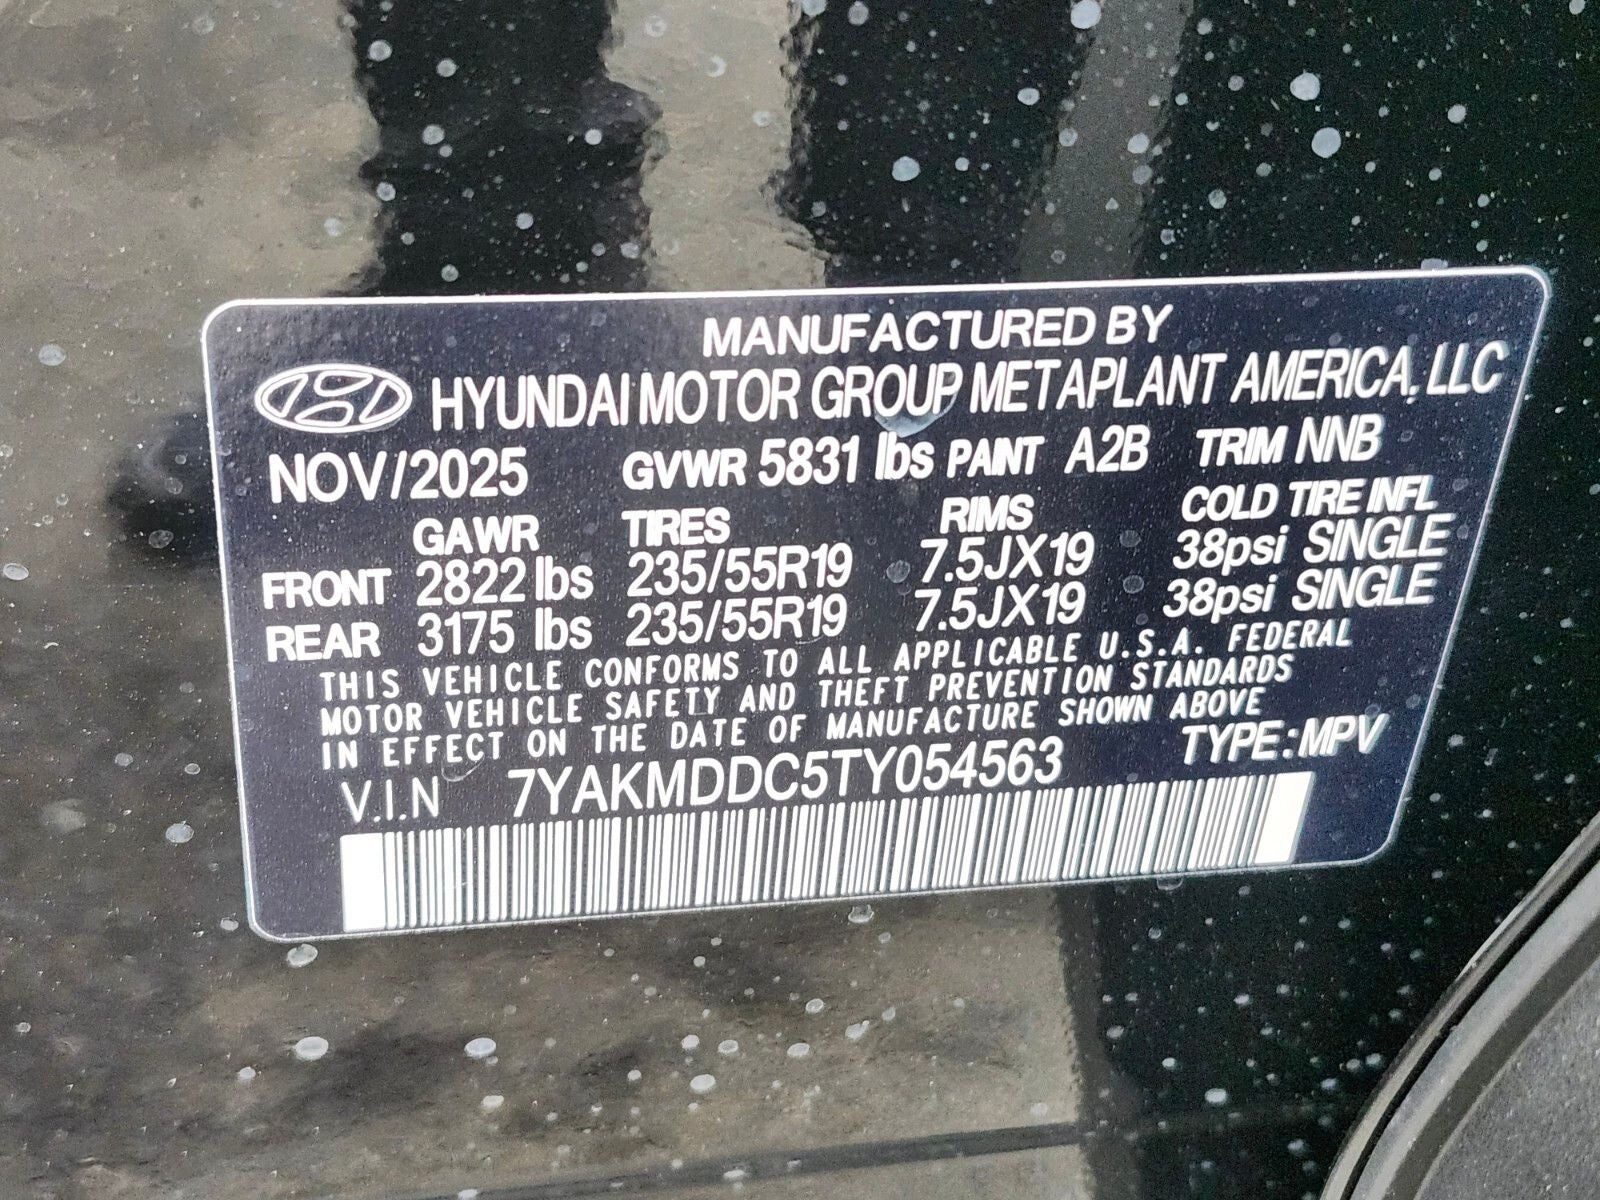 MANUFACTURED BY
HYUNDAI MOTOR GROUP METAPLANT AMERICA, LLC
NOV/2025 GVWR 5831 lbs PAINT A2B TRIM NNB
GAWR TIRES RIMS COLD TIRE INFL
FRONT 2822 lbs 235/55R19 7.5JX19 38psi SINGLE
REAR 3175 lbs 235/55R19 7.5JX19 38psi SINGLE
THIS VEHICLE CONFORMS TO ALL APPLICABLE U.S.A. FEDERAL
MOTOR VEHICLE SAFETY AND THEFT PREVENTION STANDARDS
IN EFFECT ON THE DATE OF MANUFACTURE SHOWN ABOVE
V.I.N 7YAKMDDC5TY054563 TYPE:MPV